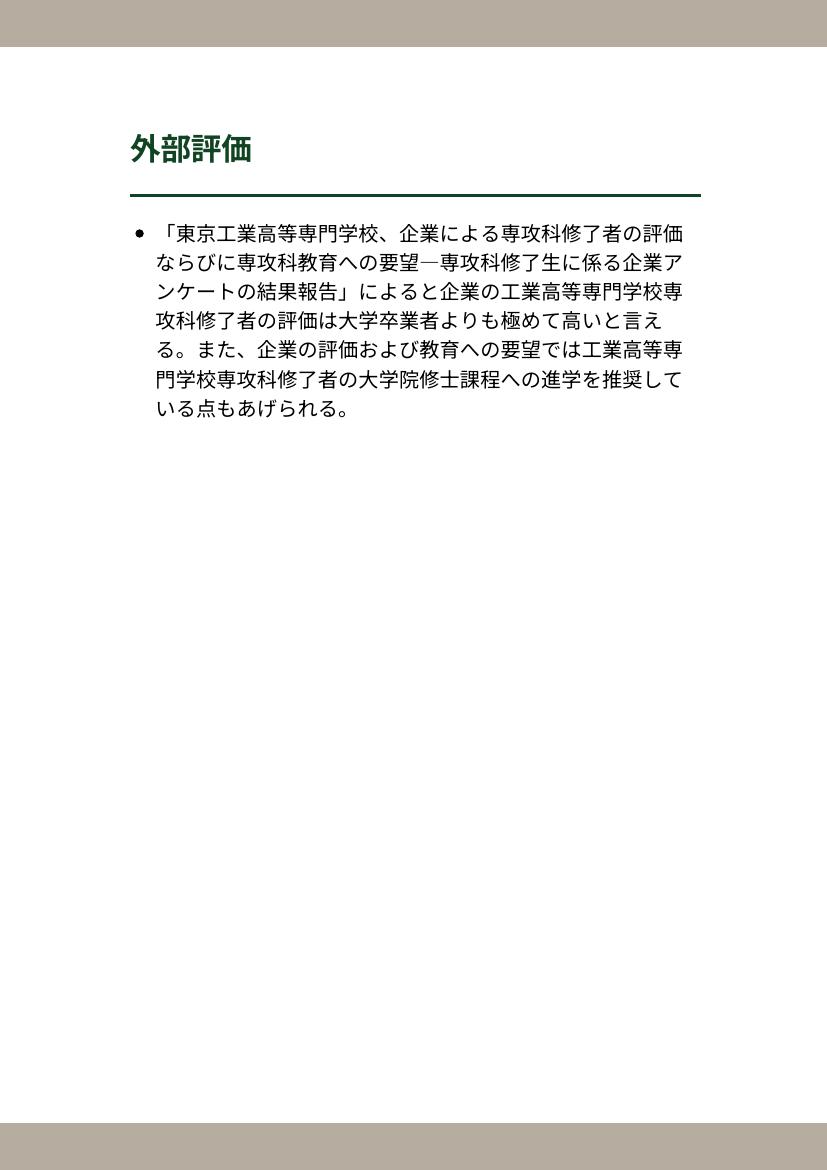 外部評価
● 「東京工業高等専門学校、企業による専攻科修了者の評価
ならびに専攻科教育への要望―専攻科修了生に係る企業ア
ンケートの結果報告」によると企業の工業高等専門学校専
攻科修了者の評価は大学卒業者よりも極めて高いと言え
る。また、企業の評価および教育への要望では工業高等専
門学校専攻科修了者の大学院修士課程への進学を推奨して
いる点もあげられる。